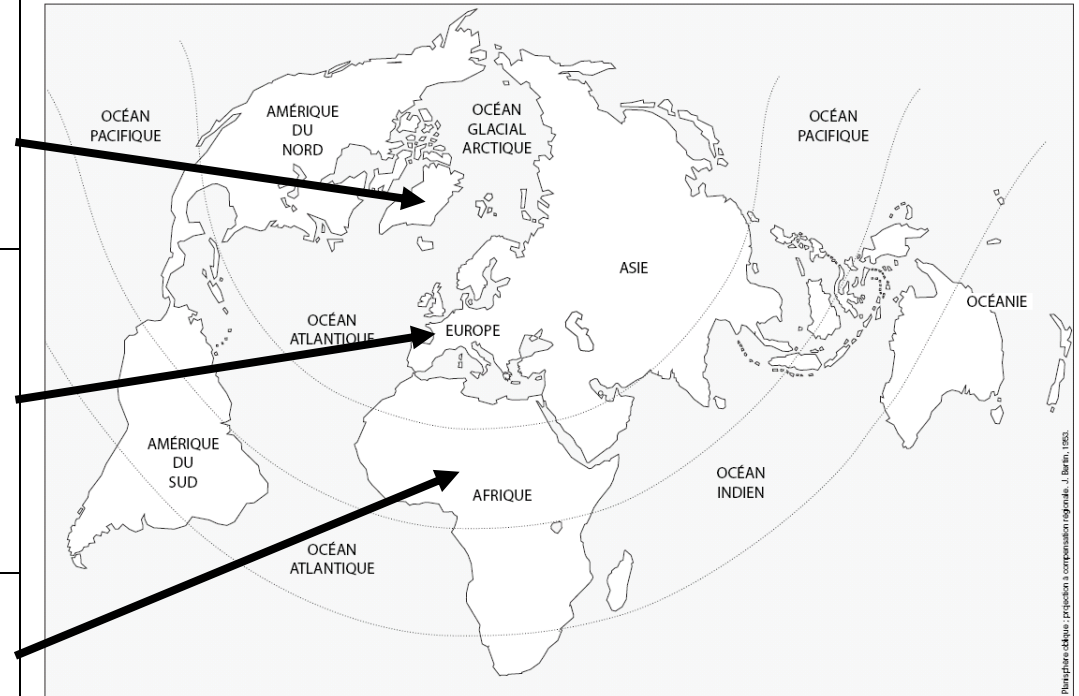 OCÉAN
PACIFIQUE
AMÉRIQUE
DU
NORD
OCÉAN
GLACIAL
ARCTIQUE
OCÉAN
PACIFIQUE
ASIE
OCÉANIE
OCÉAN
ATLANTIQUE
EUROPE
AMÉRIQUE
DU
SUD
AFRIQUE
OCÉAN
INDIEN
OCÉAN
ATLANTIQUE
Planisphère oblique : projection à compensation régionale. J. Bertin, 1953.